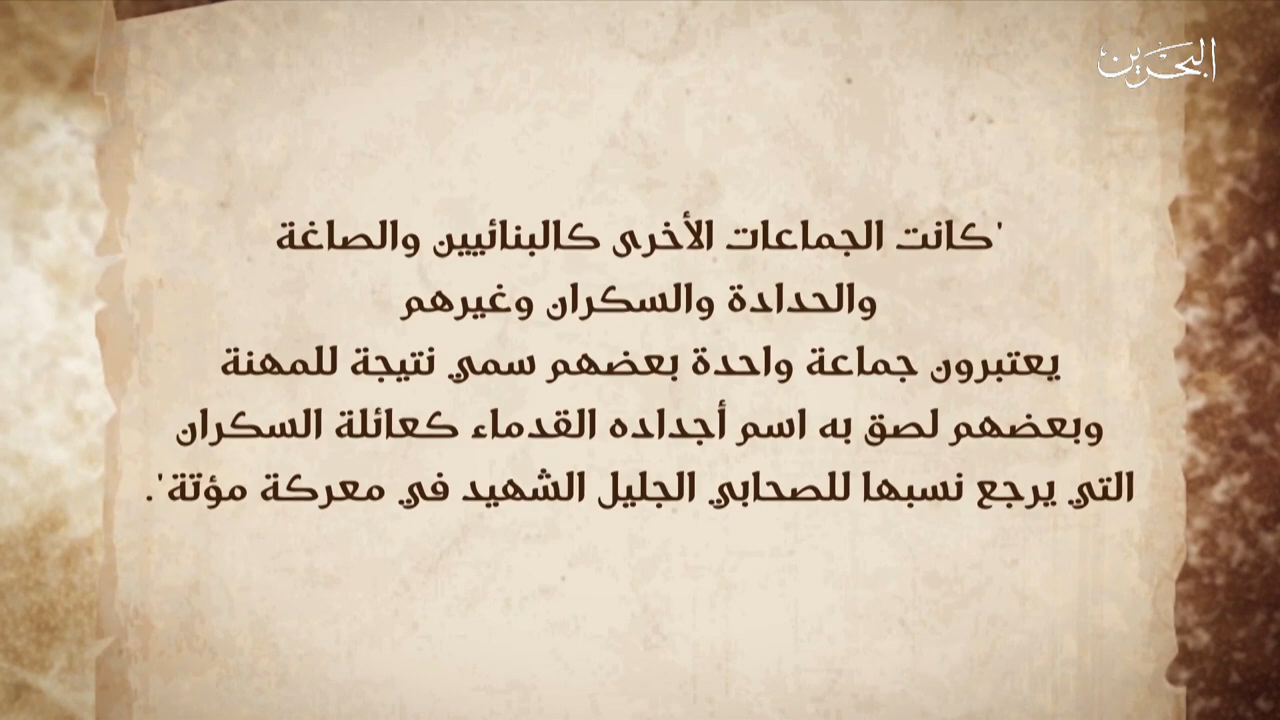 البحرين
'كانت الجماعات الأخرى كالبنائيين والصاغة
والحدادة والسكران وغيرهم
يعتبرون جماعة واحدة بعضهم سمي نتيجة للمهنة
وبعضهم لصق به اسم أجداده القدماء كعائلة السكران
التي يرجع نسبها للصحابي الجليل الشهيد في معركة مؤتة'.